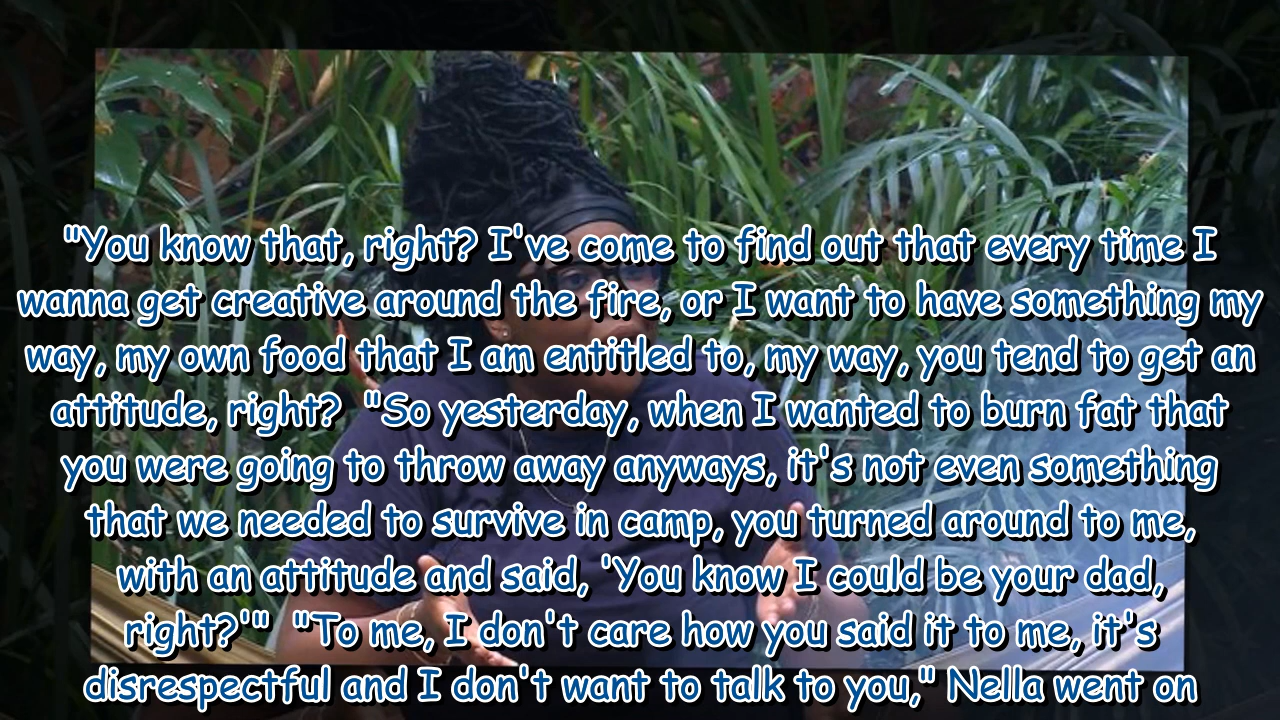 "You know that, right? I've come to find out that every time I
wanna get creative around the fire, or I want to have something my
way, my own food that I am entitled to, my way, you tend to get an
attitude, right?  "So yesterday, when I wanted to burn fat that
you were going to throw away anyways, it's not even something
that we needed to survive in camp, you turned around to me,
with an attitude and said, 'You know I could be your dad,
right?'"  "To me, I don't care how you said it to me, it's
disrespectful and I don't want to talk to you," Nella went on